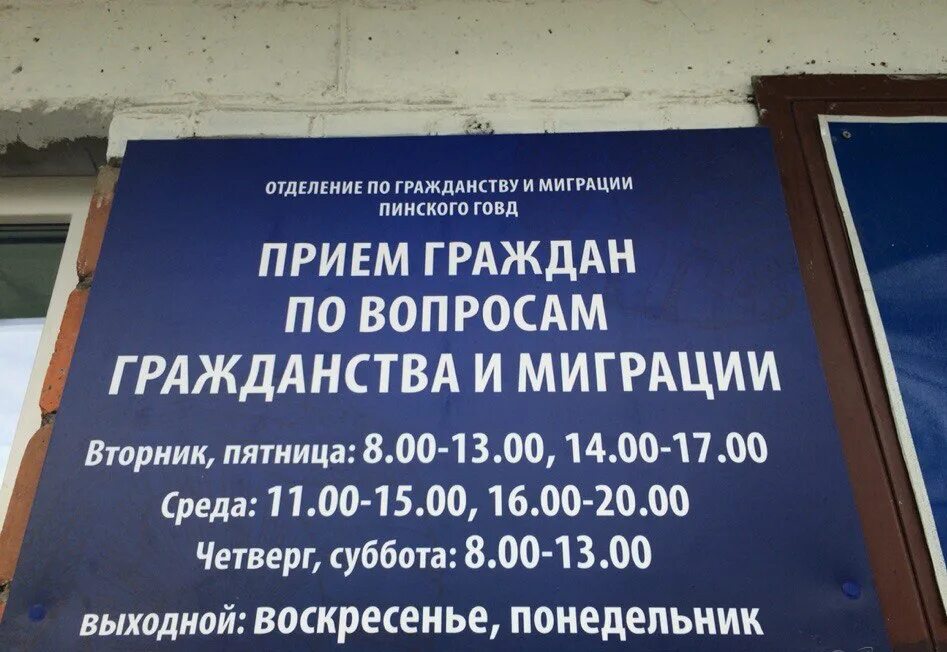 ОТДЕЛЕНИЕ ПО ГРАЖДАНСТВУ И МИГРАЦИИ
ПИНСКОГО ГОВД
ПРИЕМ ГРАЖДАН
ПО ВОПРОСАМ
ГРАЖДАНСТВА И МИГРАЦИИ
Вторник, пятница: 8.00-13.00, 14.00-17.00
Среда: 11.00-15.00, 16.00-20.00
Четверг, суббота: 8.00-13.00
выходной: воскресенье, понедельник